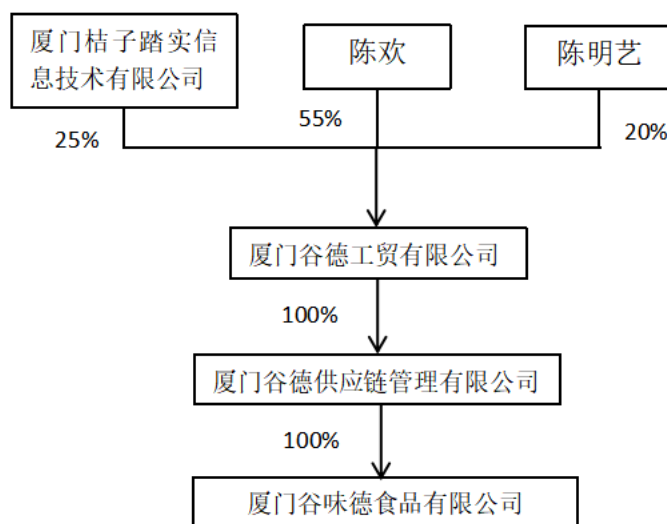 厦门桔子踏实信
息技术有限公司
陈欢
陈明艺
25%
55%
20%
厦门谷德工贸有限公司
100%
厦门谷德供应链管理有限公司
100%
厦门谷味德食品有限公司